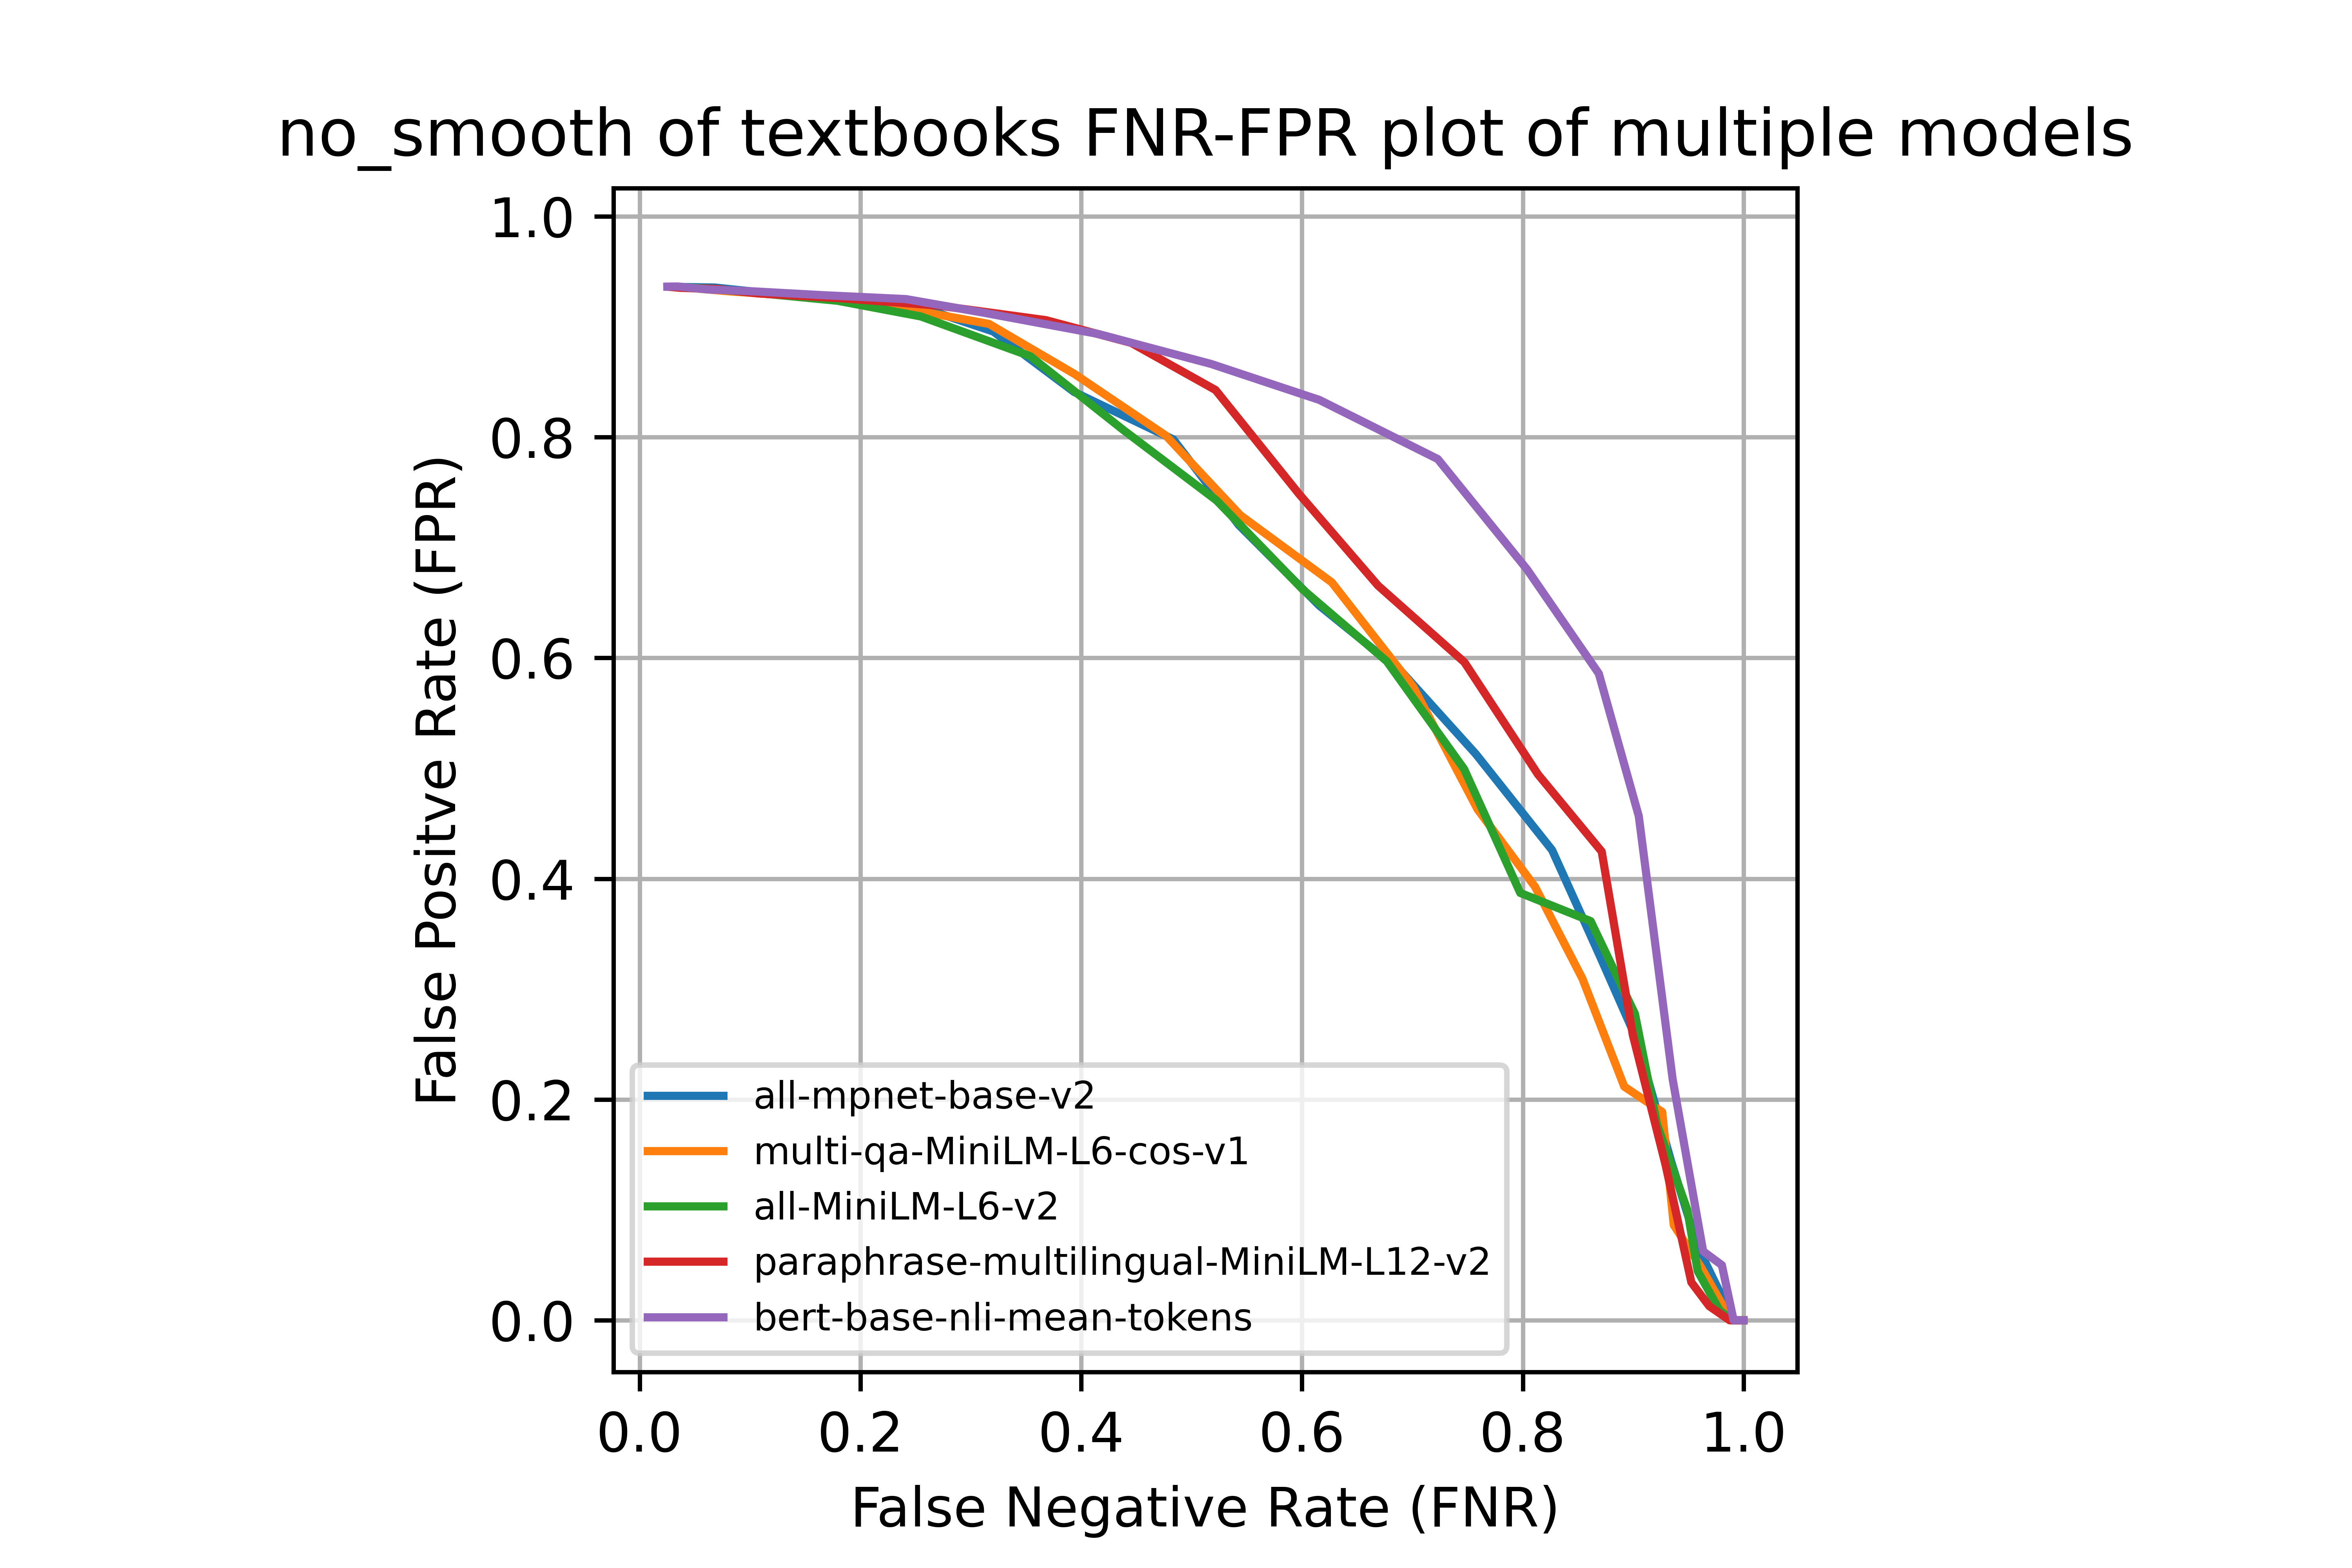 no_smooth of textbooks FNR-FPR plot of multiple models
1.0
0.8
0.6
0.4
0.2
0.0
False Positve Rate (FPR)
all-mpnet-base-v2
multi-qa-MiniLM-L6-cos-v1
all-MiniLM-L6-v2
paraphrase-multilingual-MiniLM-L12-v2
bert-base-nli-mean-tokens
0.0 0.2 0.4 0.6 0.8 1.0
False Negative Rate (FNR)